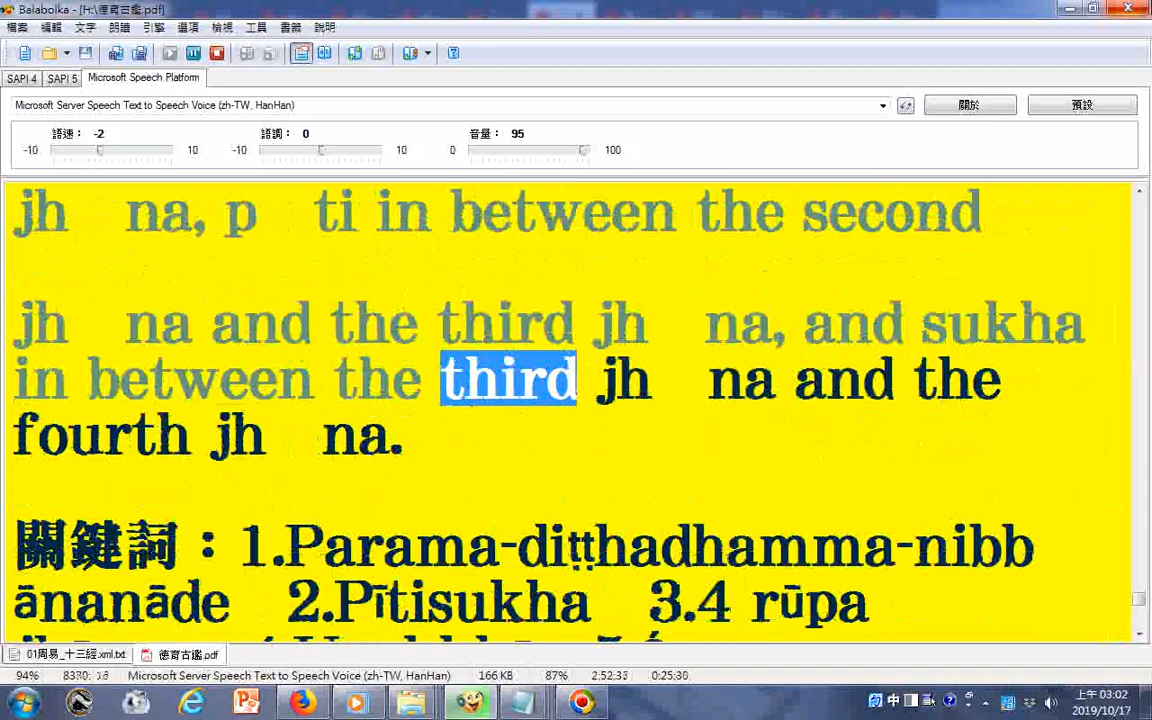 Balabolka - [H:\德育古鑑.pdf]
檔案 編輯 文字 朗讀 引擎 選項 檢視 工具 書籤 說明
SAPI 4 SAPI 5 Microsoft Speech Platform
Microsoft Server Speech Text to Speech Voice (zh-TW, HanHan) 關於 預設
語速： -2 語調： 0 音量： 95
-10 10 -10 10 0 100
jh na, p ti in between the second
jh na and the third jh na, and sukha
in between the third jh na and the
fourth jh na.
關鍵詞：1.Parama-diṭṭhadhamma-nibb
ānanāde 2.Pītisukha 3.4 rūpa
01周易_十三經.xml.txt 德育古鑑.pdf
94% Microsoft Server Speech Text to Speech Voice (zh-TW, HanHan) 166 KB 87% 2:52:33 0:25:30
中 上午 03:02
2019/10/17